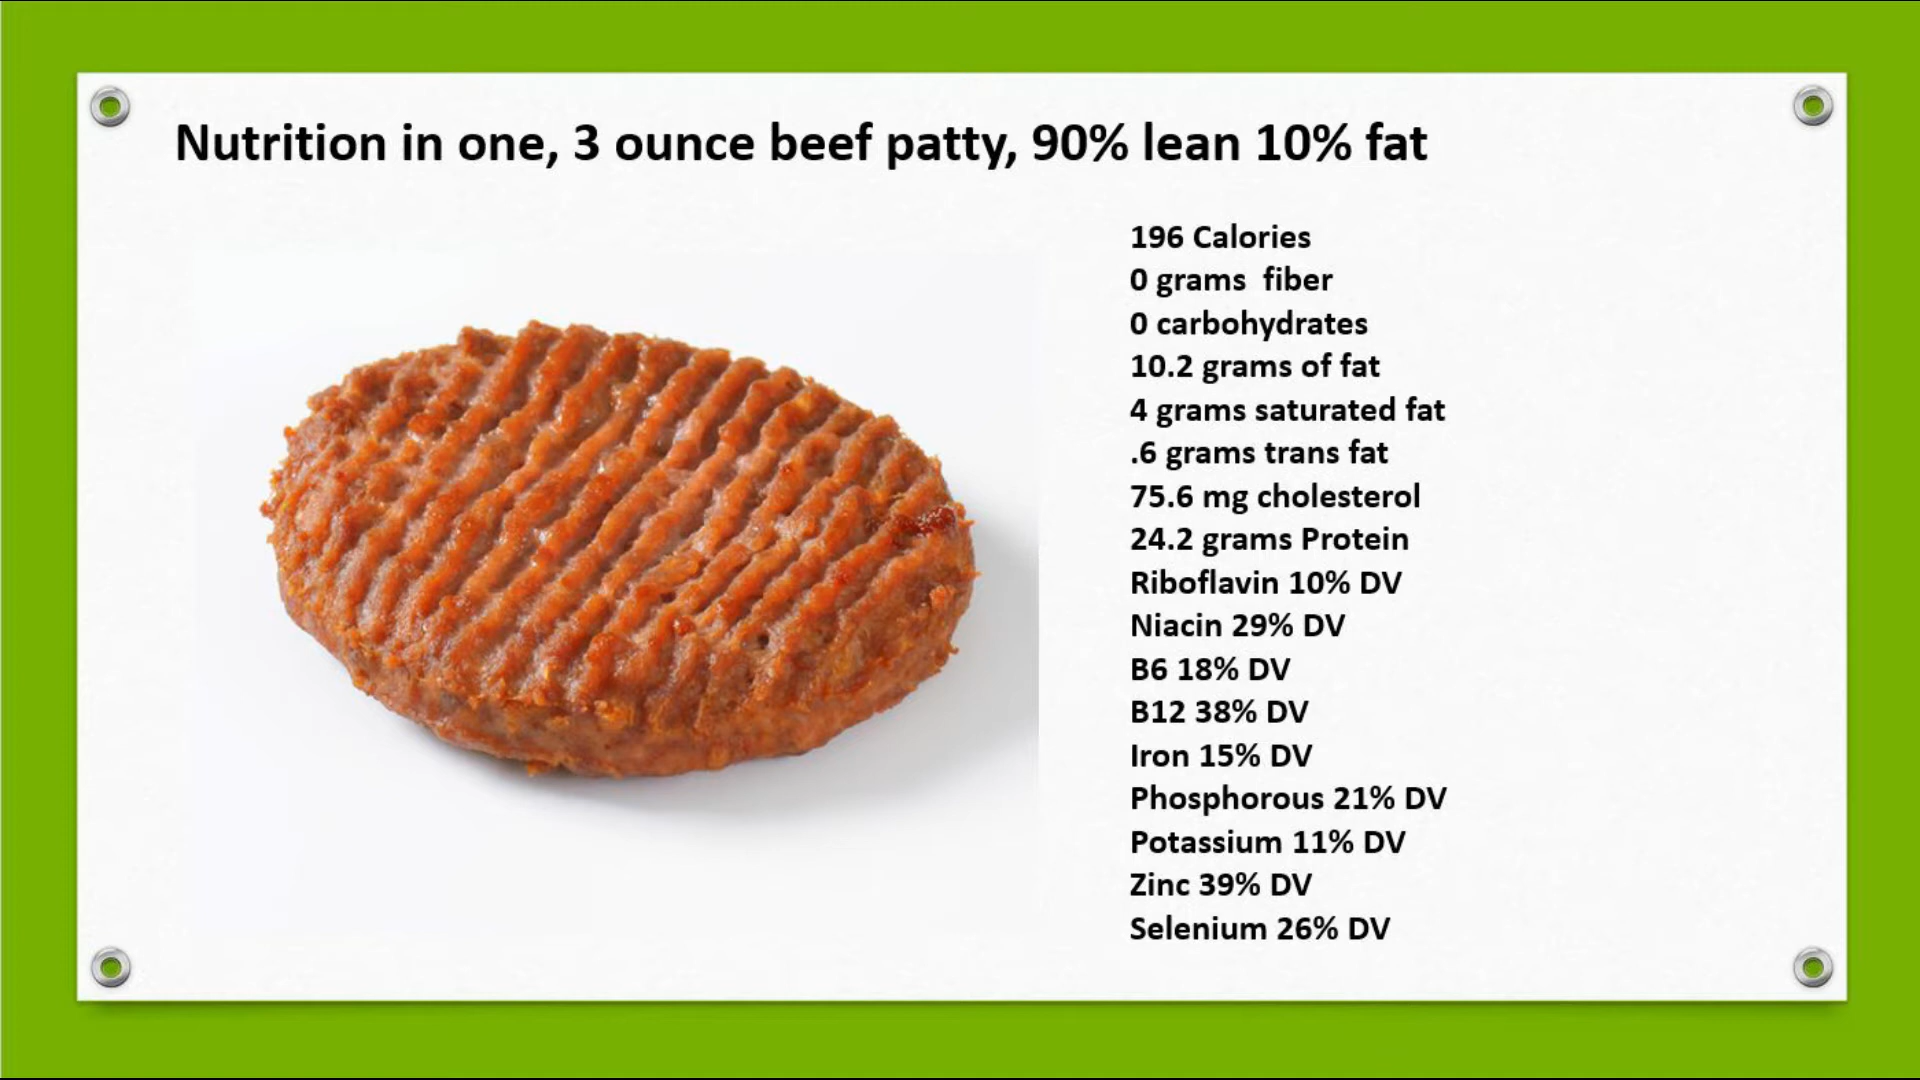 Nutrition in one, 3 ounce beef patty, 90% lean 10% fat
196 Calories
0 grams  fiber
0 carbohydrates
10.2 grams of fat
4 grams saturated fat
.6 grams trans fat
75.6 mg cholesterol
24.2 grams Protein
Riboflavin 10% DV
Niacin 29% DV
B6 18% DV
B12 38% DV
Iron 15% DV
Phosphorous 21% DV
Potassium 11% DV
Zinc 39% DV
Selenium 26% DV